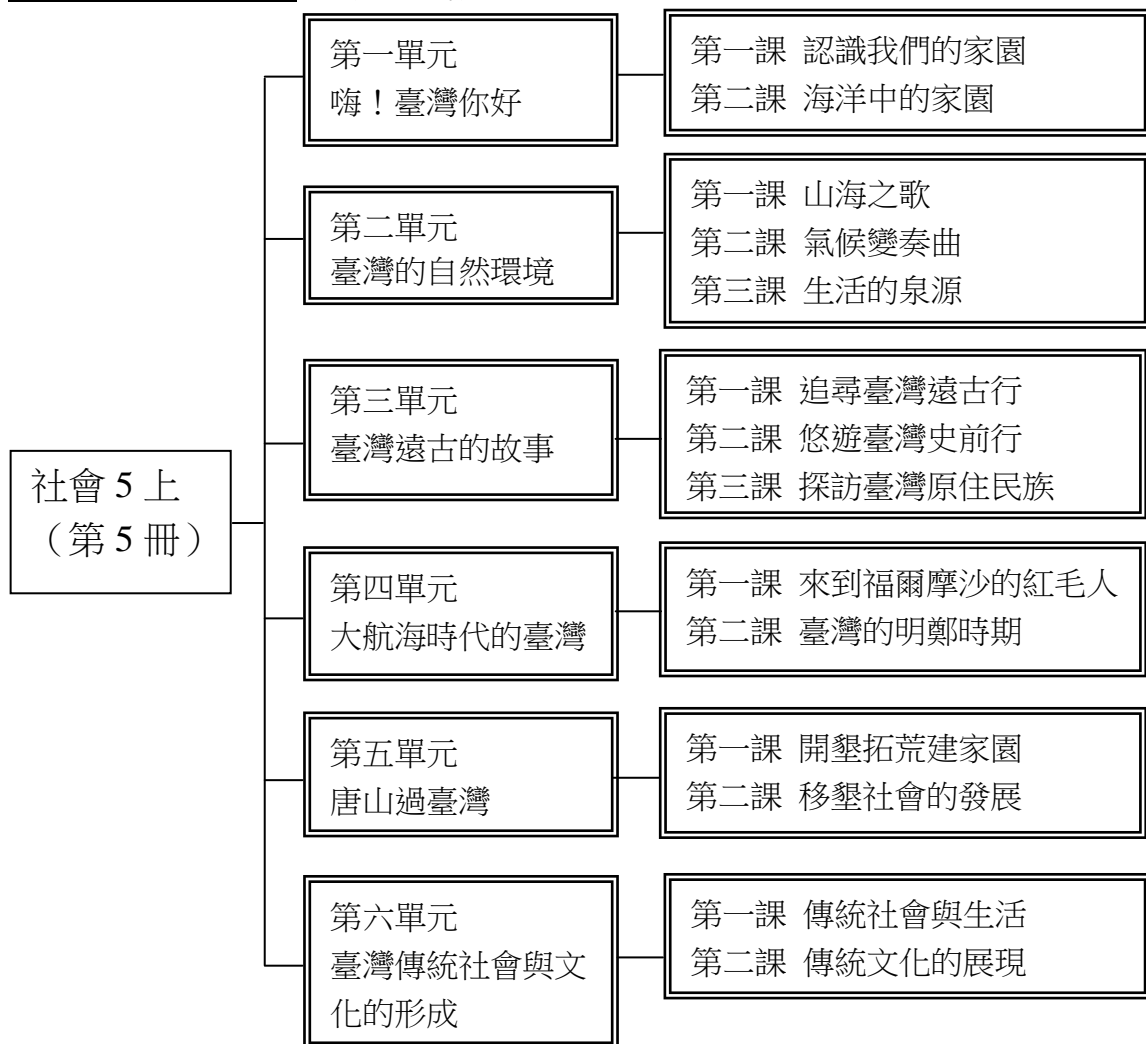 社會 5 上
（第 5 冊）
第一單元
嗨！臺灣你好
第一課 認識我們的家園
第二課 海洋中的家園
第二單元
臺灣的自然環境
第一課 山海之歌
第二課 氣候變奏曲
第三課 生活的泉源
第三單元
臺灣遠古的故事
第一課 追尋臺灣遠古行
第二課 悠遊臺灣史前行
第三課 探訪臺灣原住民族
第四單元
大航海時代的臺灣
第一課 來到福爾摩沙的紅毛人
第二課 臺灣的明鄭時期
第五單元
唐山過臺灣
第一課 開墾拓荒建家園
第二課 移墾社會的發展
第六單元
臺灣傳統社會與文
化的形成
第一課 傳統社會與生活
第二課 傳統文化的展現